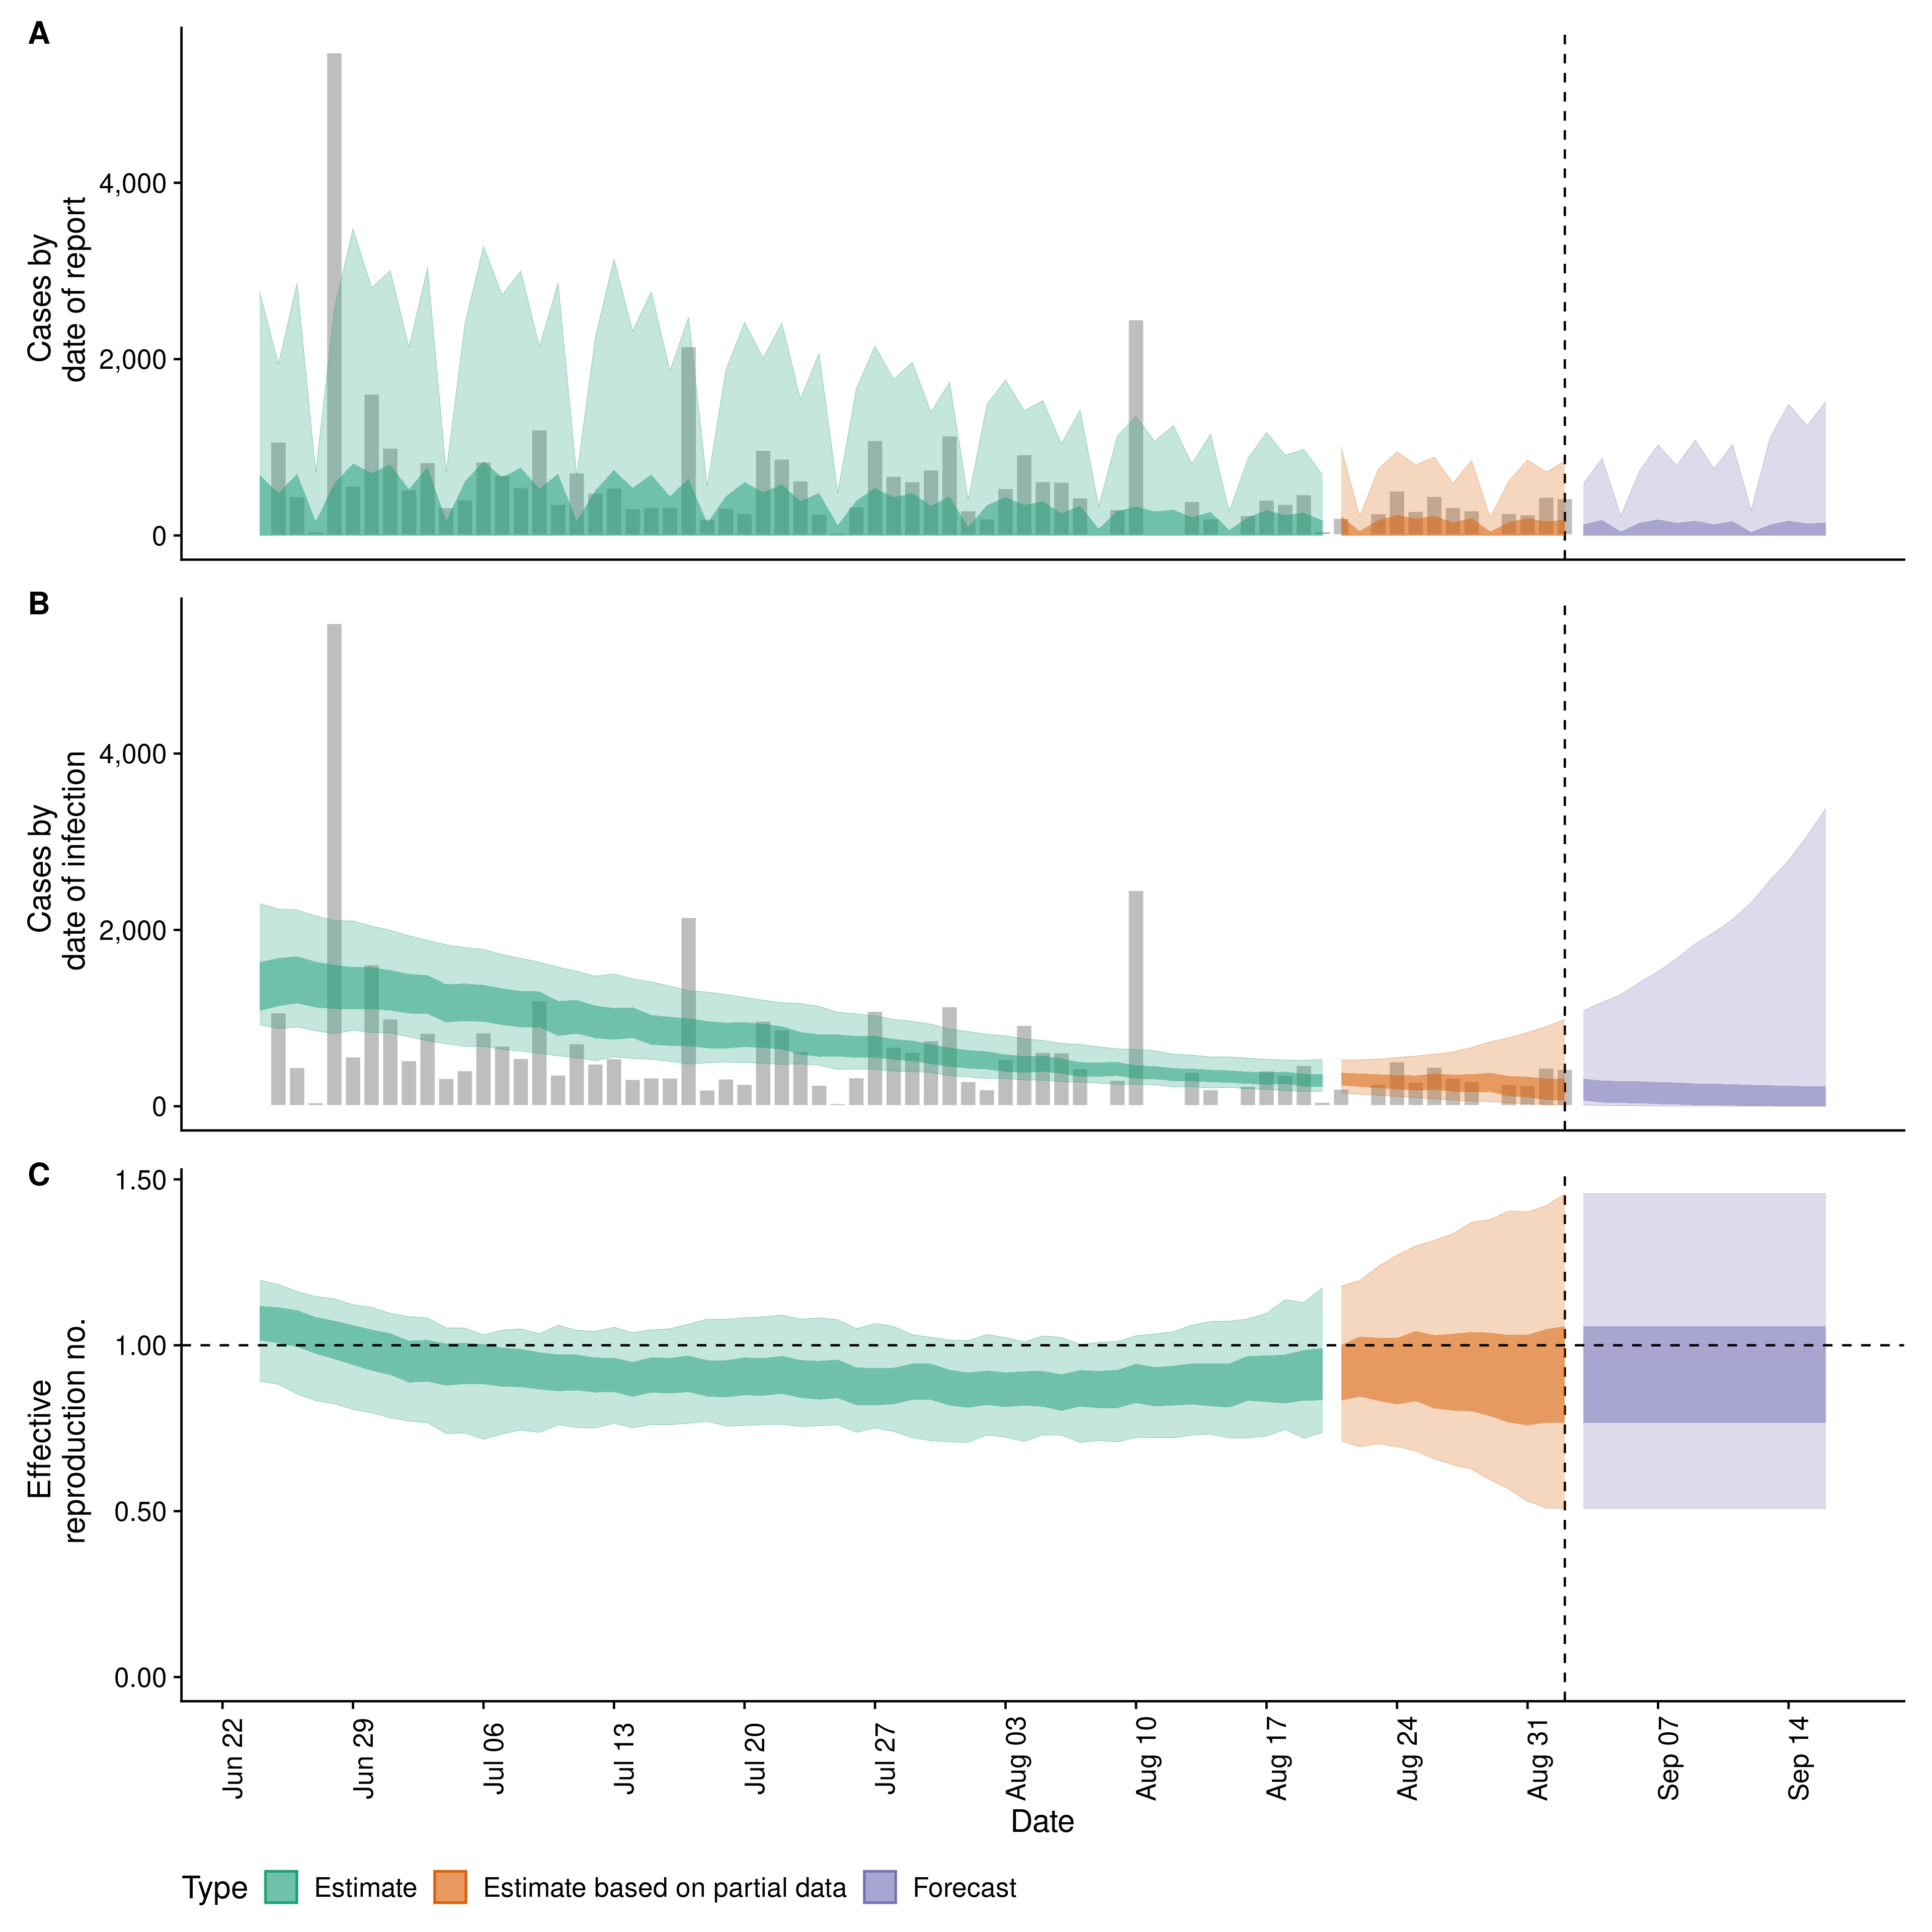 A
Cases by
date of report
4,000
2,000
0
B
Cases by
date of infection
4,000
2,000
0
C
Effective
reproduction no.
1.50
1.00
0.50
0.00
Jun 22
Jun 29
Jul 06
Jul 13
Jul 20
Jul 27
Aug 03
Aug 10
Aug 17
Aug 24
Aug 31
Sep 07
Sep 14
Date
Type Estimate Estimate based on partial data Forecast